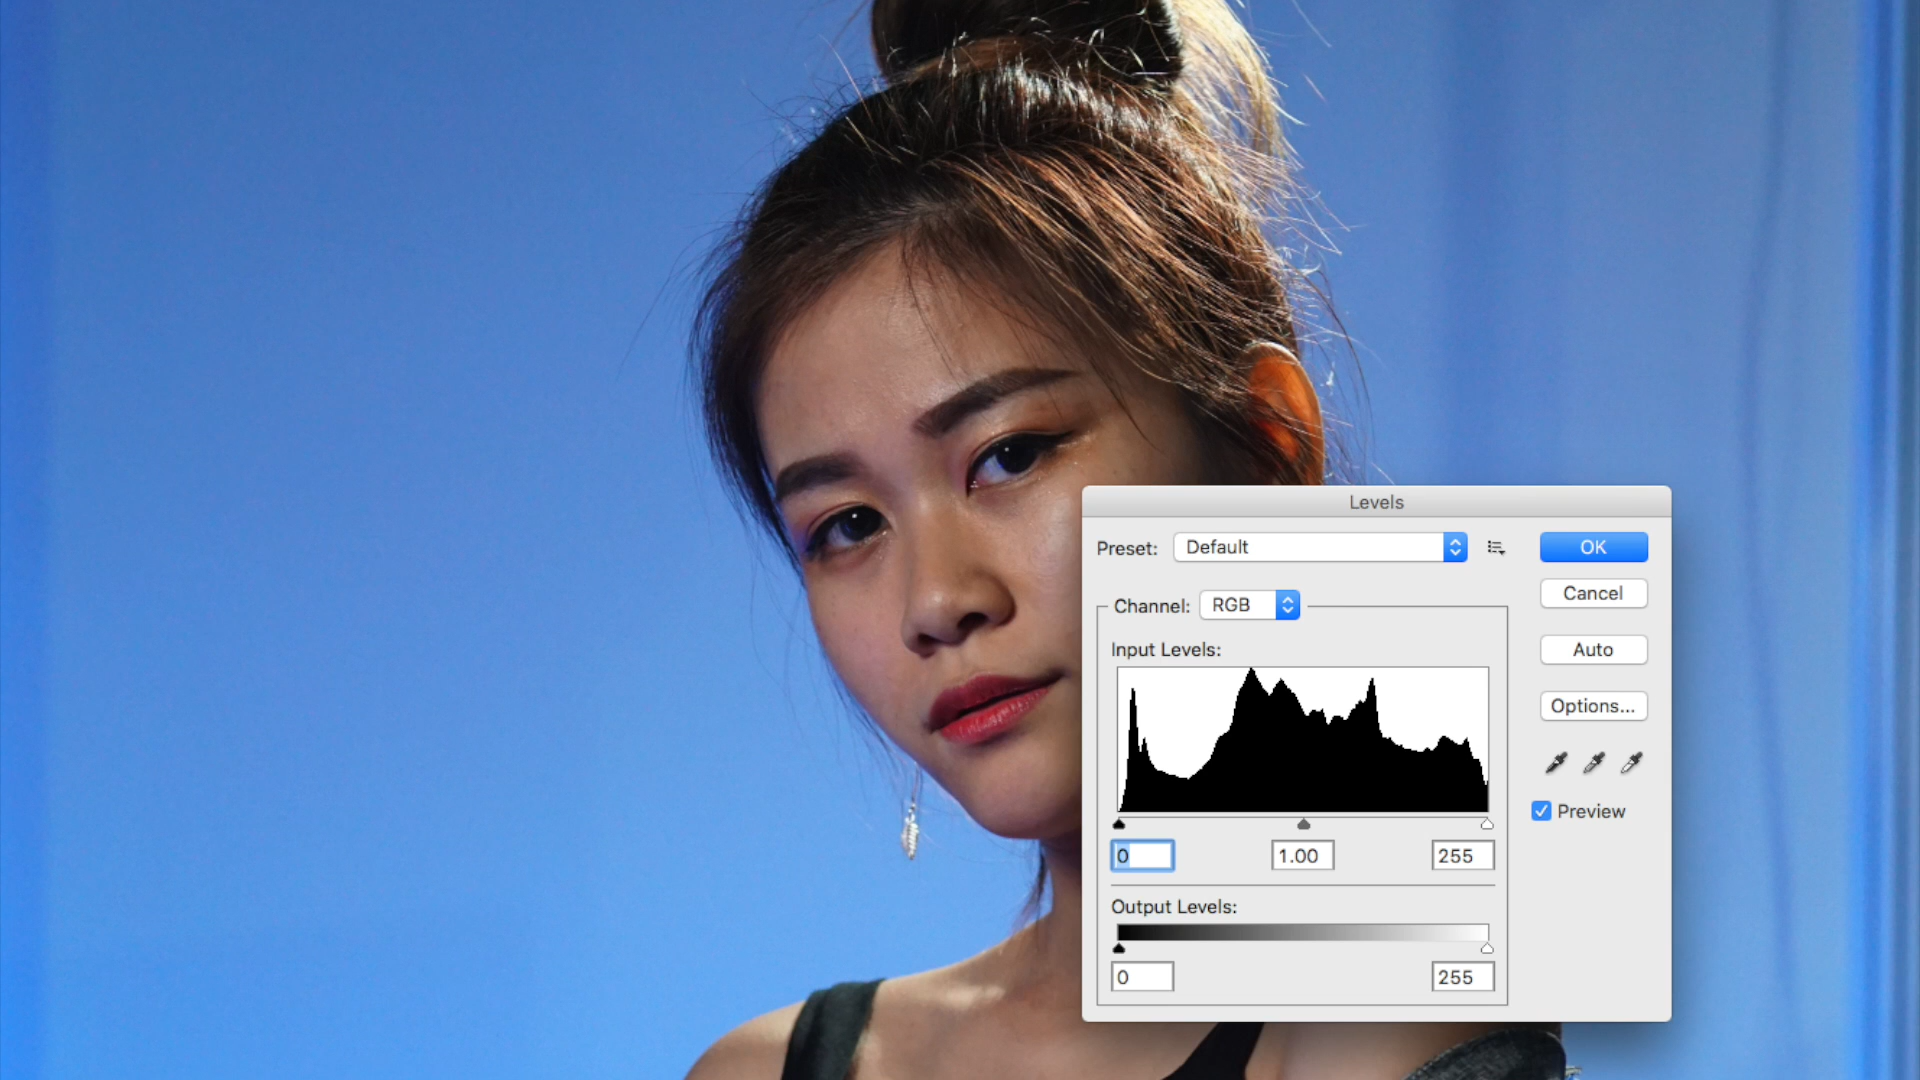 Levels
Preset: Default
OK
Cancel
Channel: RGB
Input Levels:
Auto
Options...
Preview
0 1.00 255
Output Levels:
0 255